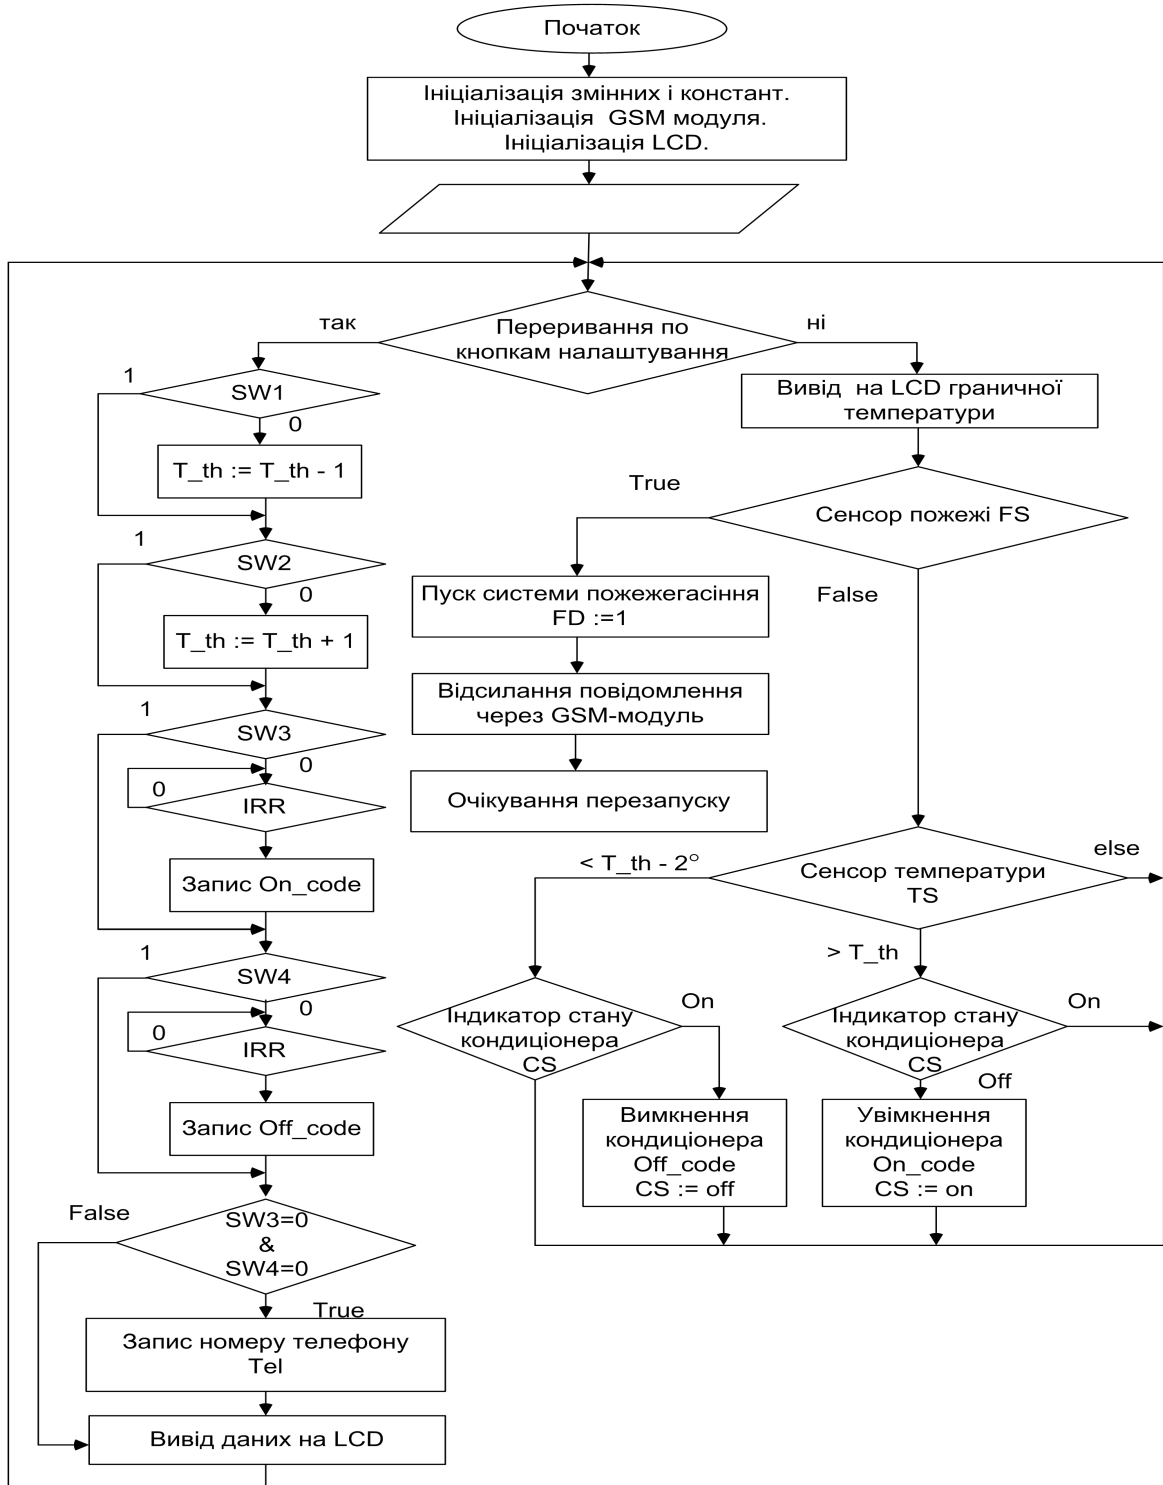 Початок
Ініціалізація змінних і констант.
Ініціалізація GSM модуля.
Ініціалізація LCD.
Переривання по
кнопкам налаштування
так
ні
1
SW1
0
T_th := T_th - 1
1
SW2
0
T_th := T_th + 1
1
SW3
0
0
IRR
Запис On_code
1
SW4
0
0
IRR
Запис Off_code
False
SW3=0
&
SW4=0
True
Запис номеру телефону
Tel
Вивід даних на LCD
Вивід на LCD граничної
температури
True
Сенсор пожежі FS
False
Пуск системи пожежегасіння
FD :=1
Відсилання повідомлення
через GSM-модуль
Очікування перезапуску
< T_th - 2°
Сенсор температури
TS
else
> T_th
Індикатор стану
кондиціонера
CS
On
Вимкнення
кондиціонера
Off_code
CS := off
Індикатор стану
кондиціонера
CS
On
Off
Увімкнення
кондиціонера
On_code
CS := on